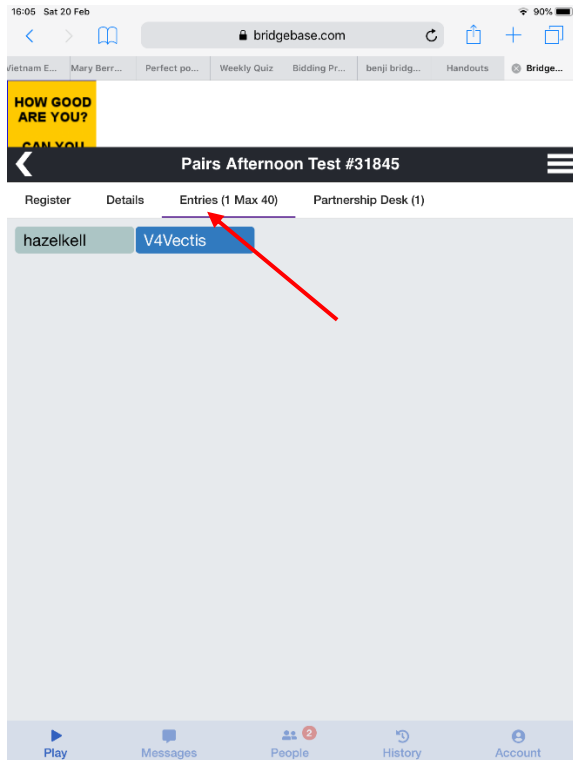 16:05 Sat 20 Feb
90%
bridgebase.com
Vietnam E... Mary Berr... Perfect po... Weekly Quiz Bidding Pr... benji bridg... Handouts Bridge...
HOW GOOD
ARE YOU?
CAN YOU
Pairs Afternoon Test #31845
Register Details Entries (1 Max 40) Partnership Desk (1)
hazelkell V4Vectis
2
Play Messages People History Account